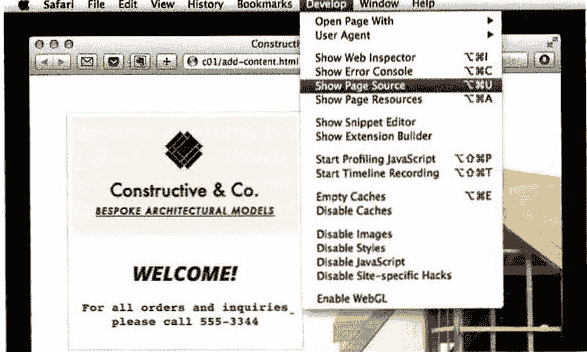 Safari File Edit View History Bookmarks Develop Window Help
Open Page With
User Agent
Show Web Inspector ⌥⌘I
Show Error Console ⌥⌘C
Show Page Source ⌥⌘U
Show Page Resources ⌥⌘A
Show Snippet Editor
Show Extension Builder
Start Profiling JavaScript ⌥⇧⌘P
Start Timeline Recording ⌥⇧⌘T
Empty Caches ⌥⌘E
Disable Caches
Disable Images
Disable Styles
Disable JavaScript
Disable Site-specific Hacks
Enable WebGL
Constructiv
c01/add-content.html
Constructive & Co.
BESPOKE ARCHITECTURAL MODELS
WELCOME!
For all orders and inquiries
please call 555-3344